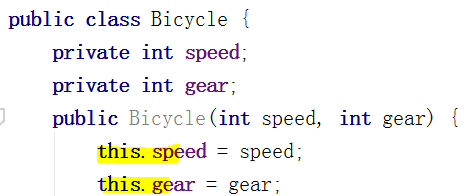 public class Bicycle {
private int speed;
private int gear;
public Bicycle(int speed, int gear) {
this.speed = speed;
this.gear = gear;